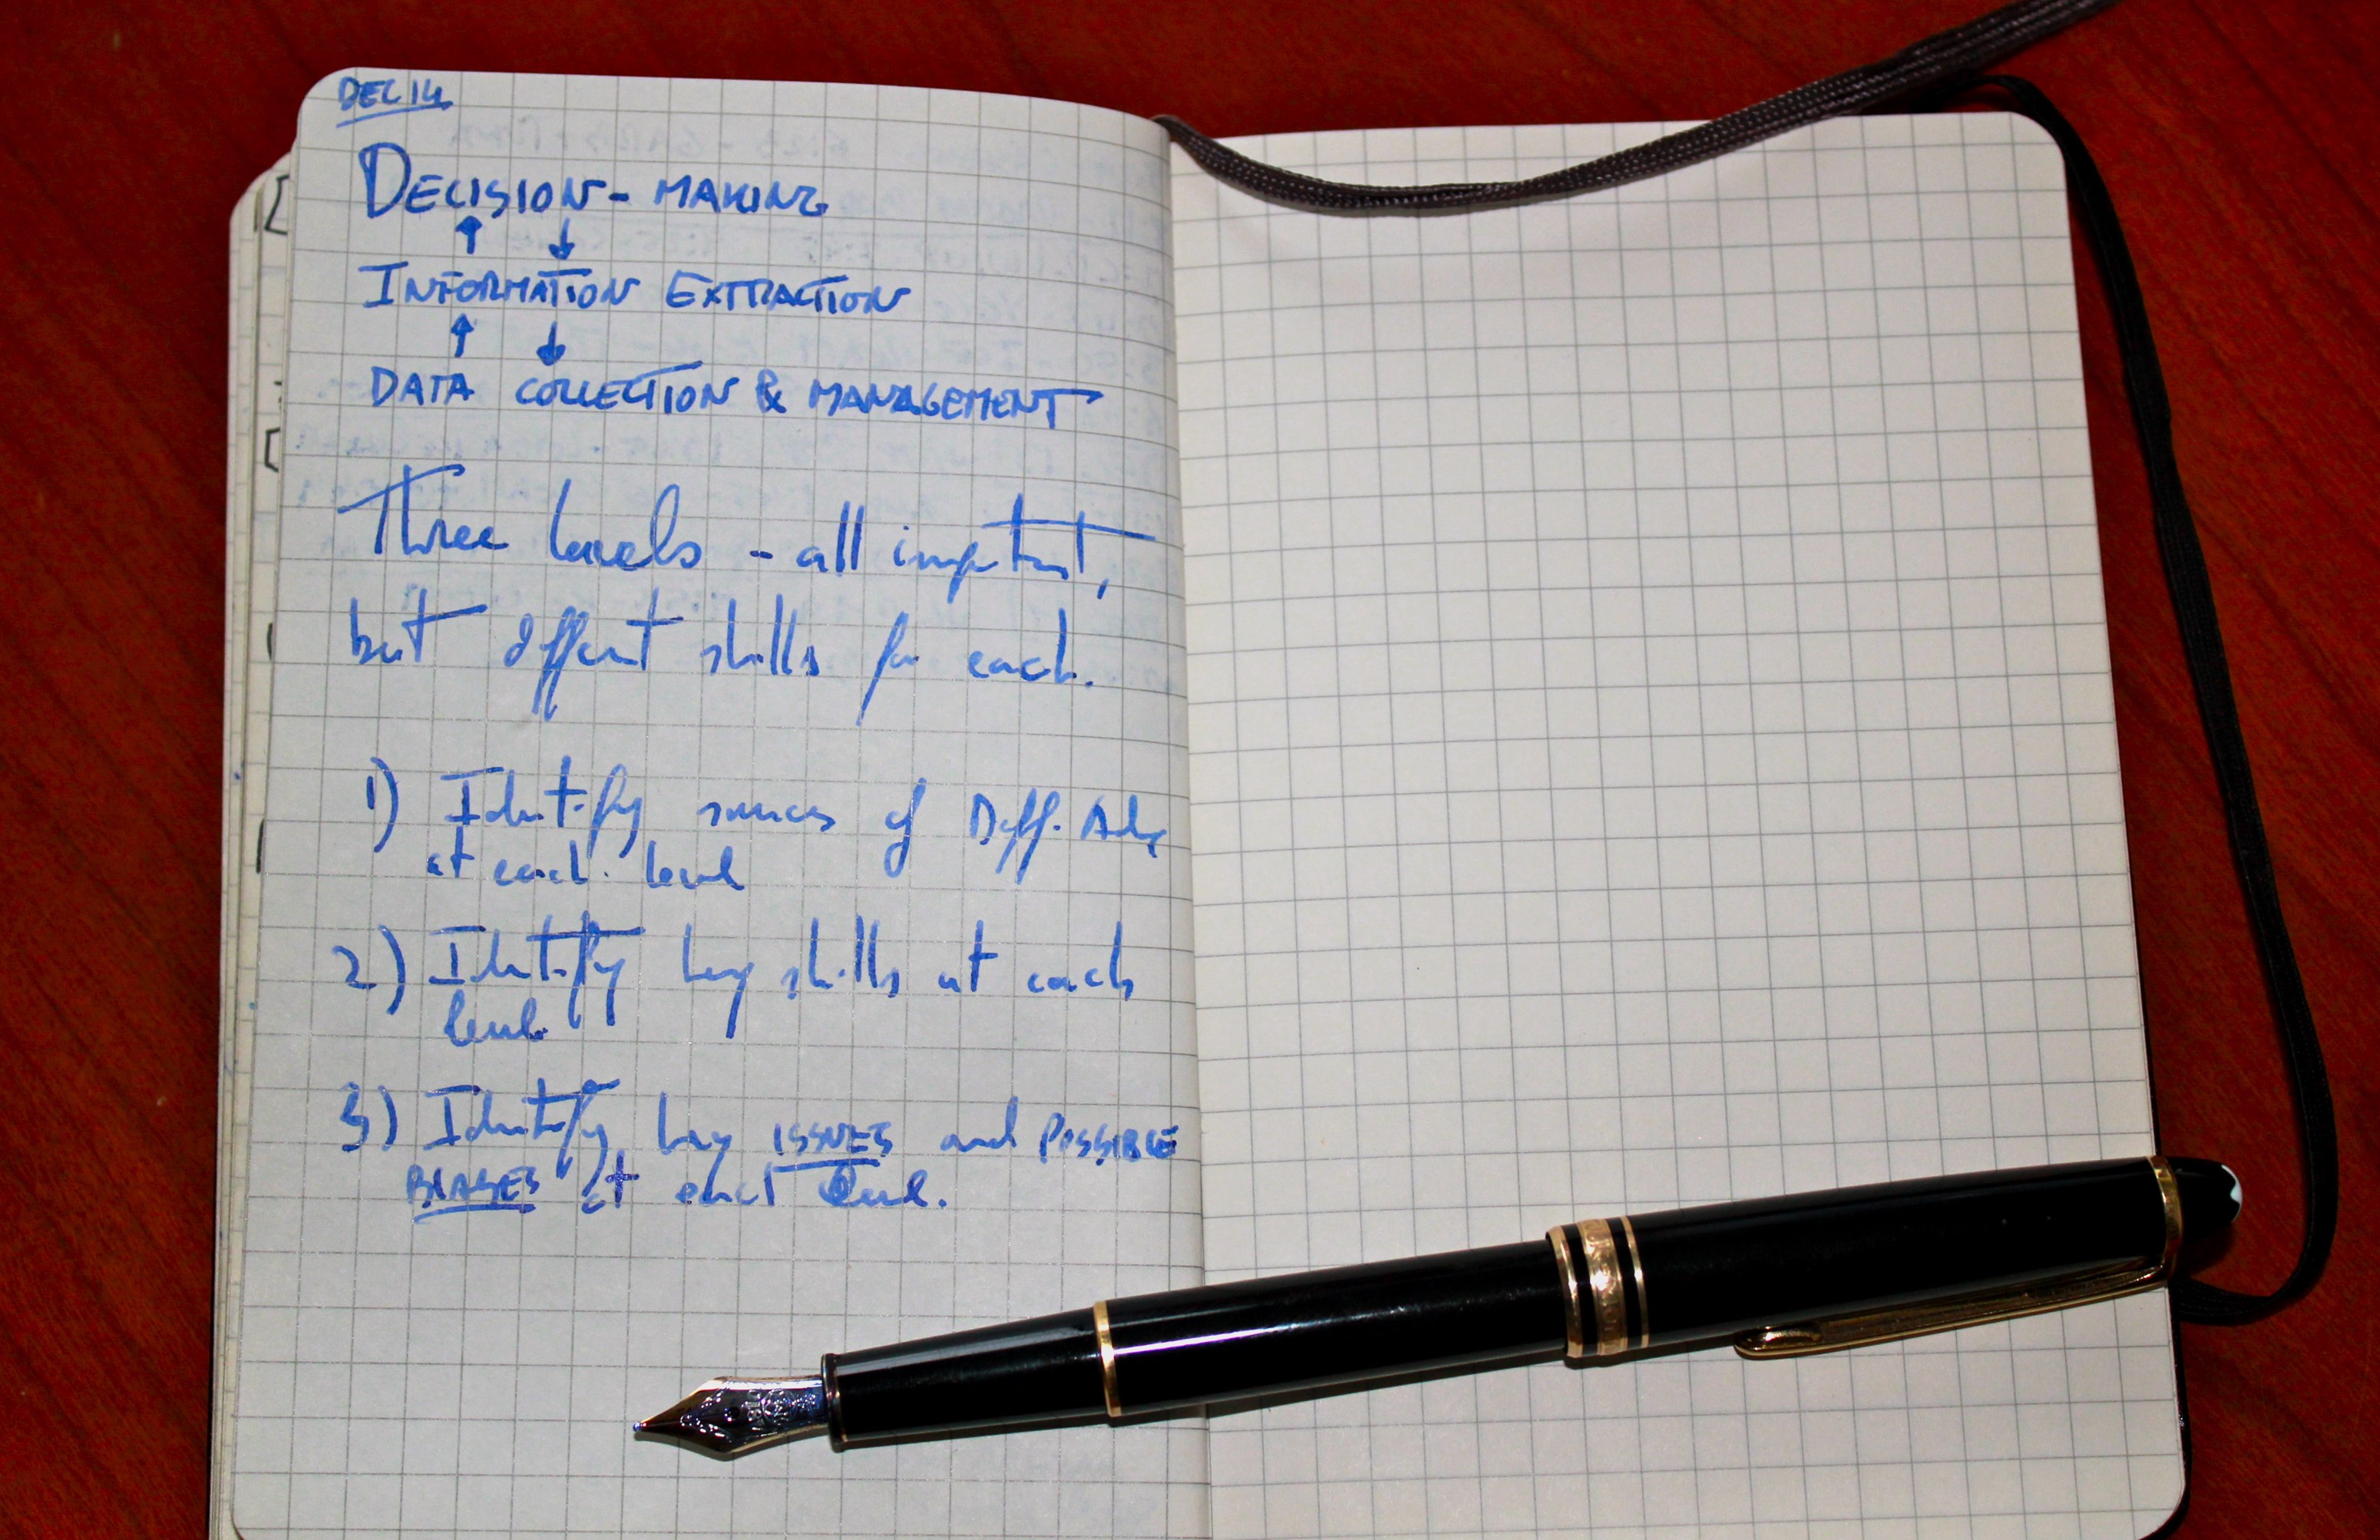 DEC 14
DECISION-MAKING
↑ ↓
INFORMATION EXTRACTION
↑ ↓
DATA COLLECTION & MANAGEMENT
Three levels - all important,
but different skills for each.
1) Identify sources of Diff. Adv
at each level
2) Identify key skills at each
level
3) Identify key ISSUES and POSSIBLE
BIASES at each level.